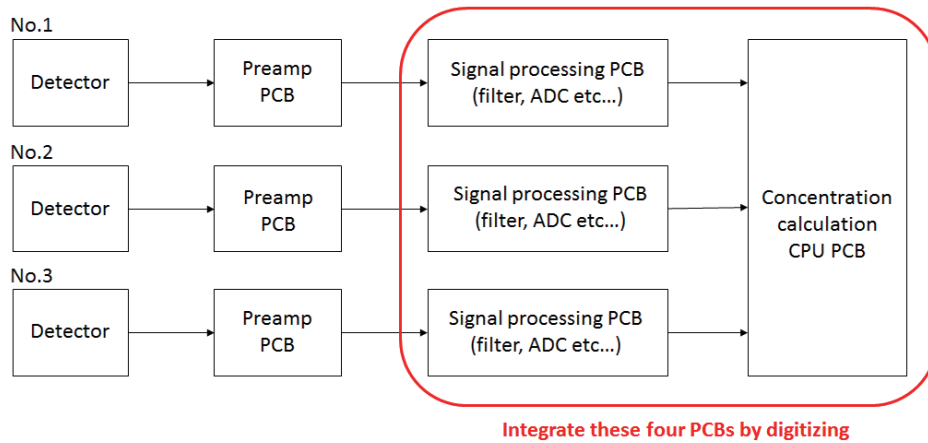 No.1
Detector
Preamp
PCB
Signal processing PCB
(filter, ADC etc...)
No.2
Detector
Preamp
PCB
Signal processing PCB
(filter, ADC etc...)
Concentration
calculation
CPU PCB
No.3
Detector
Preamp
PCB
Signal processing PCB
(filter, ADC etc...)
Integrate these four PCBs by digitizing